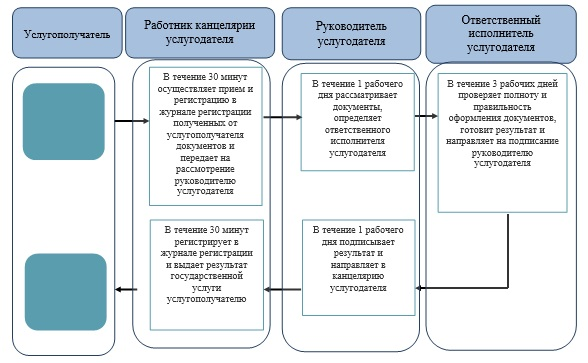 Услугополучатель
Работник канцелярии
услугодателя
Руководитель
услугодателя
Ответственный
исполнитель
услугодателя
В течение 30 минут
осуществляет прием и
регистрацию в
журнале регистрации
полученных от
услугополучателя
документов и
передает на
рассмотрение
руководителю
услугодателя
В течение 1 рабочего
дня рассматривает
документы,
определяет
ответственного
исполнителя
услугодателя
В течение 3 рабочих дней
проверяет полноту и
правильность
оформления документов,
готовит результат и
направляет на подписание
руководителю
услугодателя
В течение 30 минут
регистрирует в
журнале регистрации
и выдает результат
государственной
услуги
услугополучателю
В течение 1 рабочего
дня подписывает
результат и
направляет в
канцелярию
услугодателя